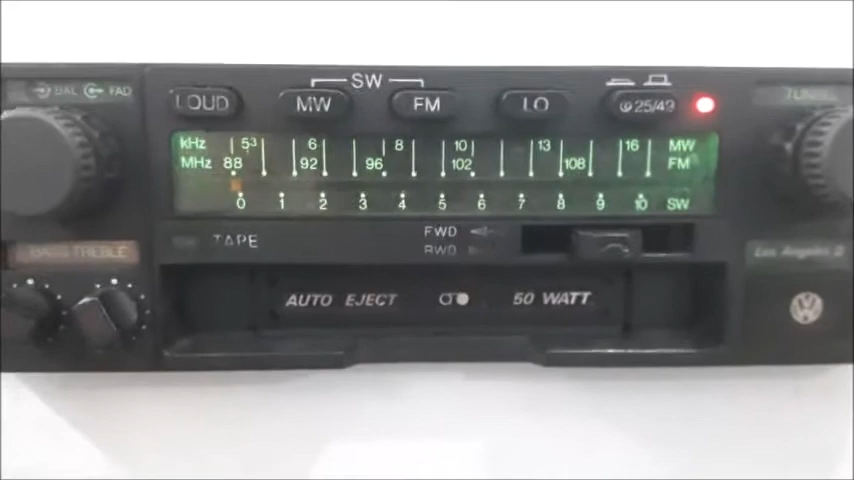 BAL FAD
SW
TUNE
LOUD MW FM LO 25/49
kHz 53 6 8 10 13 16 MW
MHz 88 92 96 102 108 FM
0 1 2 3 4 5 6 7 8 9 10 SW
TAPE
FWD
RWD
BASS TREBLE
Los Angeles
AUTO EJECT 50 WATT